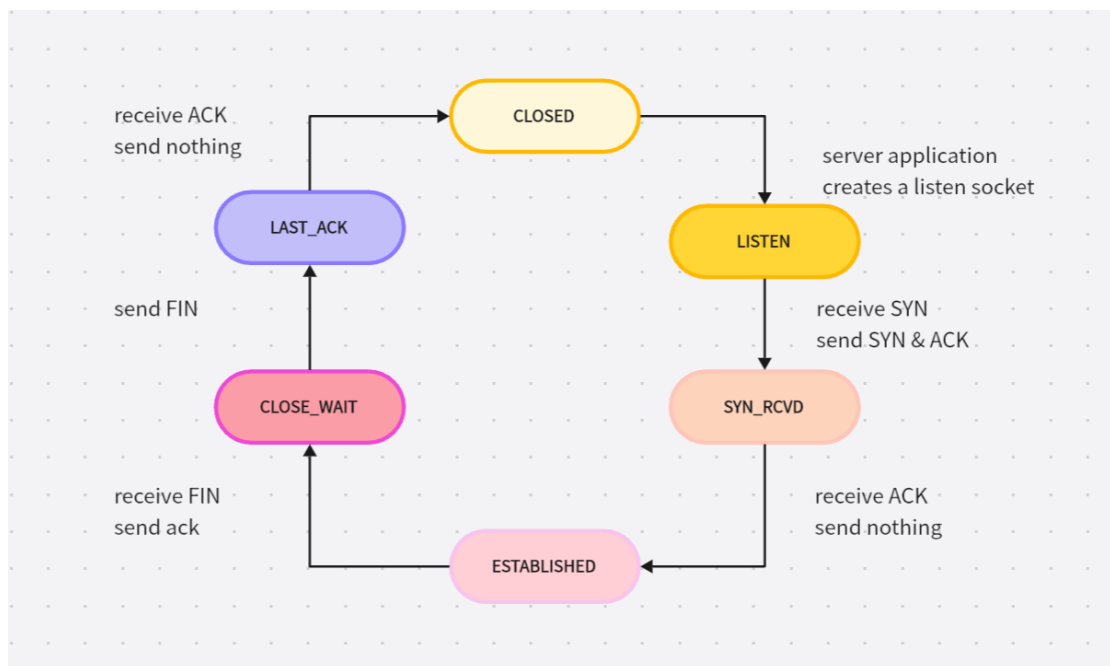 CLOSED
receive ACK
send nothing
server application
creates a listen socket
LAST_ACK
LISTEN
send FIN
receive SYN
send SYN & ACK
CLOSE_WAIT
SYN_RCVD
receive FIN
send ack
receive ACK
send nothing
ESTABLISHED